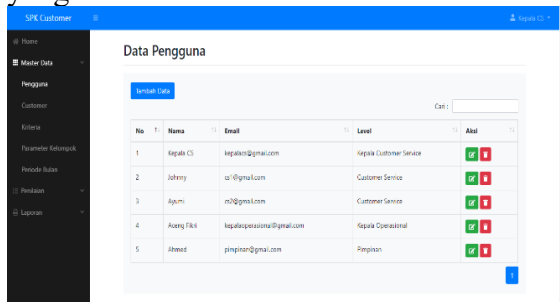 SPK Customer
Kepala CS
Home
Master Data
Pengguna
Customer
Kriteria
Parameter Kelompok
Periode Bulan
Penilaian
Laporan
Data Pengguna
Tambah Data
Cari :
No Nama Email Level Aksi
1 Kepala CS kepalacs@gmail.com Kepala Customer Service
2 Johnny cs1@gmail.com Customer Service
3 Ayumi cs2@gmail.com Customer Service
4 Aceng Fikri kepalaoperasional@gmail.com Kepala Operasional
5 Ahmed pimpinan@gmail.com Pimpinan
1